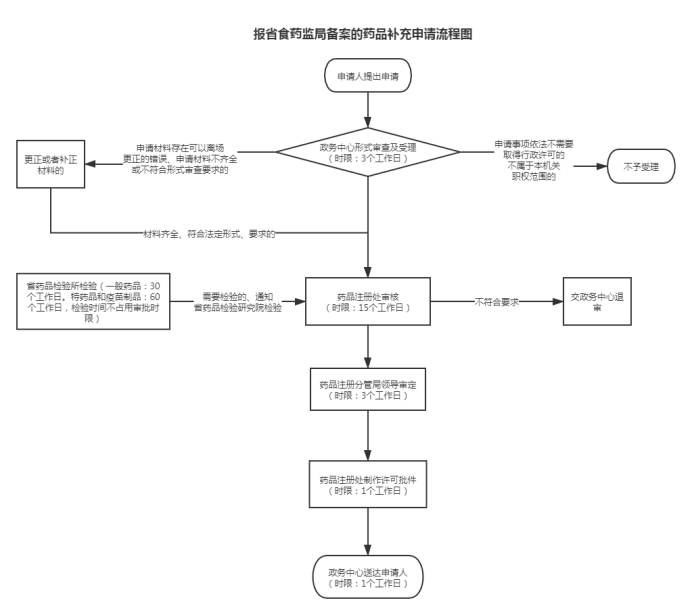 报省食药监局备案的药品补充申请流程图
申请人提出申请
政务中心形式审查及受理
（时限：3个工作日）
申请材料存在可以离场
更正的错误、申请材料不齐全
或不符合形式审查要求的
更正或者补正
材料的
申请事项依法不需要
取得行政许可的
不属于本机关
职权范围的
不予受理
材料齐全、符合法定形式、要求的
省药品检验所检验（一般药品：30
个工作日。特药品和疫苗制品：60
个工作日，检验时间不占用审批时
限）
需要检验的、通知
省药品检验研究院检验
药品注册处审核
（时限：15个工作日）
不符合要求
交政务中心退
审
药品注册分管局领导审定
（时限：3个工作日）
药品注册处制作许可批件
（时限：1个工作日）
政务中心送达申请人
（时限：1个工作日）